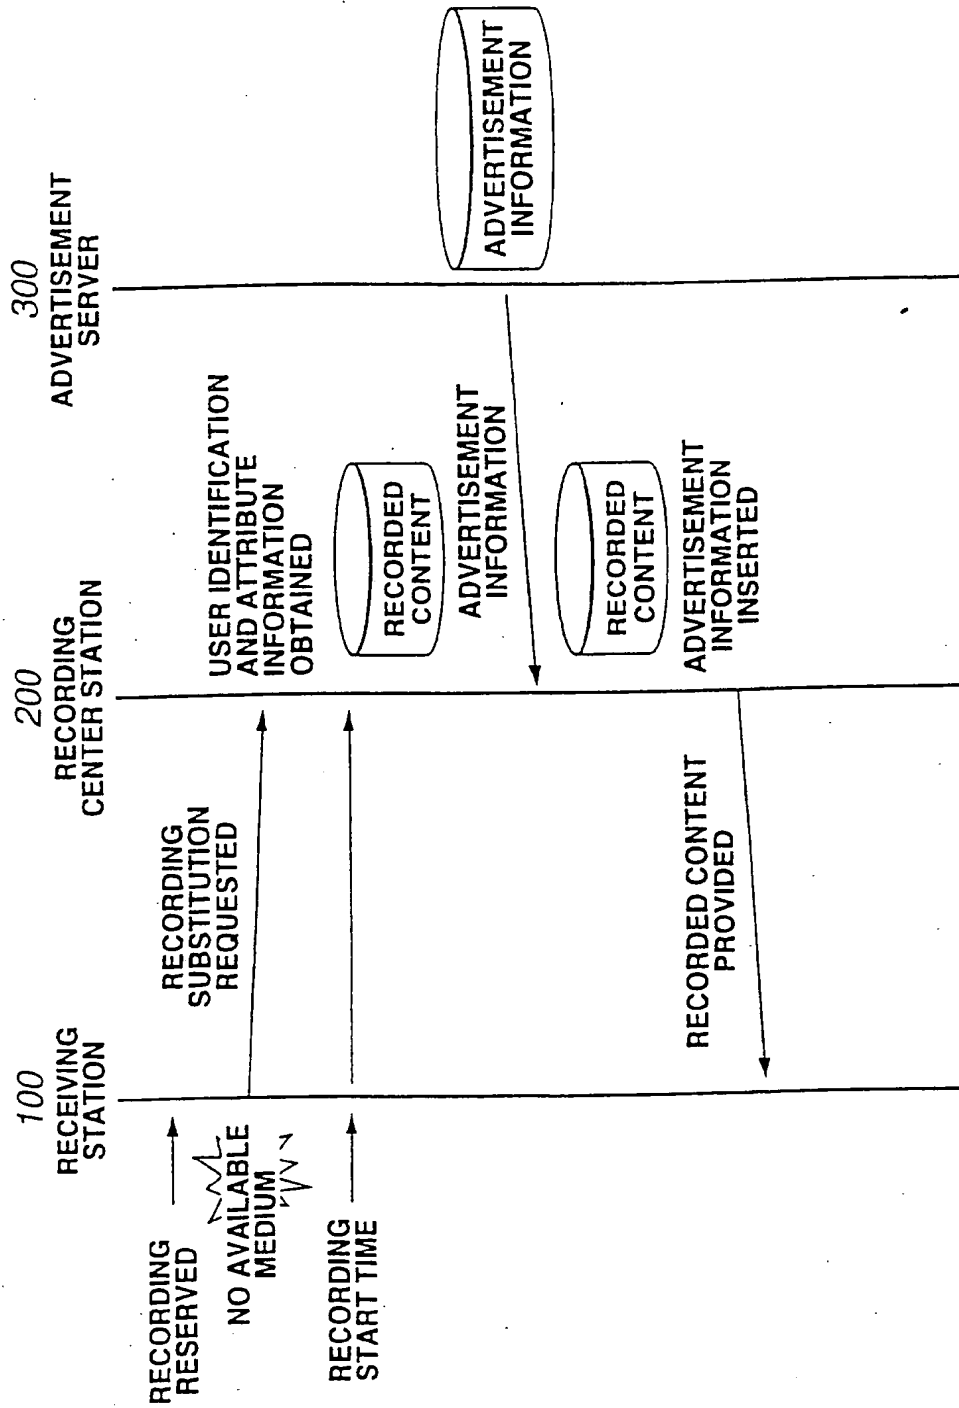 100
RECEIVING
STATION
200
RECORDING
CENTER STATION
300
ADVERTISEMENT
SERVER
RECORDING
RESERVED
NO AVAILABLE
MEDIUM
RECORDING
SUBSTITUTION
REQUESTED
USER IDENTIFICATION
AND ATTRIBUTE
INFORMATION
OBTAINED
RECORDING
START TIME
RECORDED
CONTENT
ADVERTISEMENT
INFORMATION
ADVERTISEMENT
INFORMATION
RECORDED
CONTENT
ADVERTISEMENT
INFORMATION
INSERTED
RECORDED CONTENT
PROVIDED